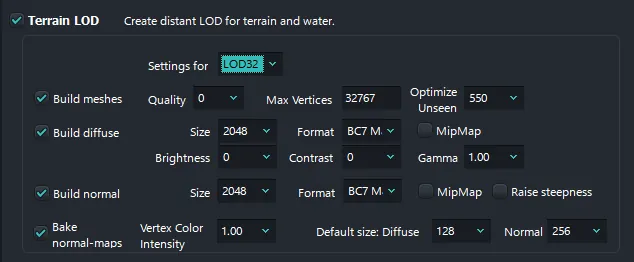 Terrain LOD Create distant LOD for terrain and water.
Settings for LOD32
Build meshes Quality 0 Max Vertices 32767 Optimize Unseen 550
Build diffuse Size 2048 Format BC7 M MipMap
Brightness 0 Contrast 0 Gamma 1.00
Build normal Size 2048 Format BC7 M MipMap Raise steepness
Bake normal-maps Vertex Color Intensity 1.00 Default size: Diffuse 128 Normal 256